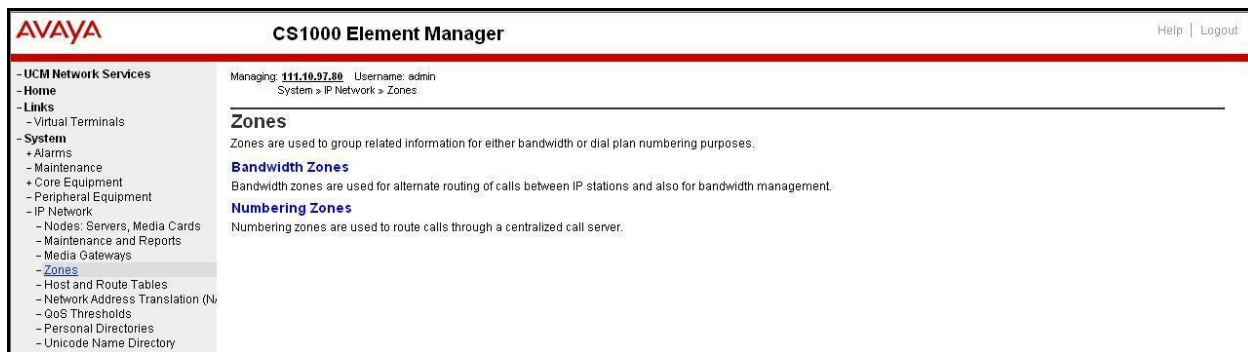 AVAYA
CS1000 Element Manager
Help | Logout
- UCM Network Services
- Home
- Links
- Virtual Terminals
- System
+ Alarms
- Maintenance
+ Core Equipment
- Peripheral Equipment
- IP Network
- Nodes: Servers, Media Cards
- Maintenance and Reports
- Media Gateways
- Zones
- Host and Route Tables
- Network Address Translation (N
- QoS Thresholds
- Personal Directories
- Unicode Name Directory
Managing: 111.10.97.80 Username: admin
System » IP Network » Zones
Zones
Zones are used to group related information for either bandwidth or dial plan numbering purposes.
Bandwidth Zones
Bandwidth zones are used for alternate routing of calls between IP stations and also for bandwidth management.
Numbering Zones
Numbering zones are used to route calls through a centralized call server.